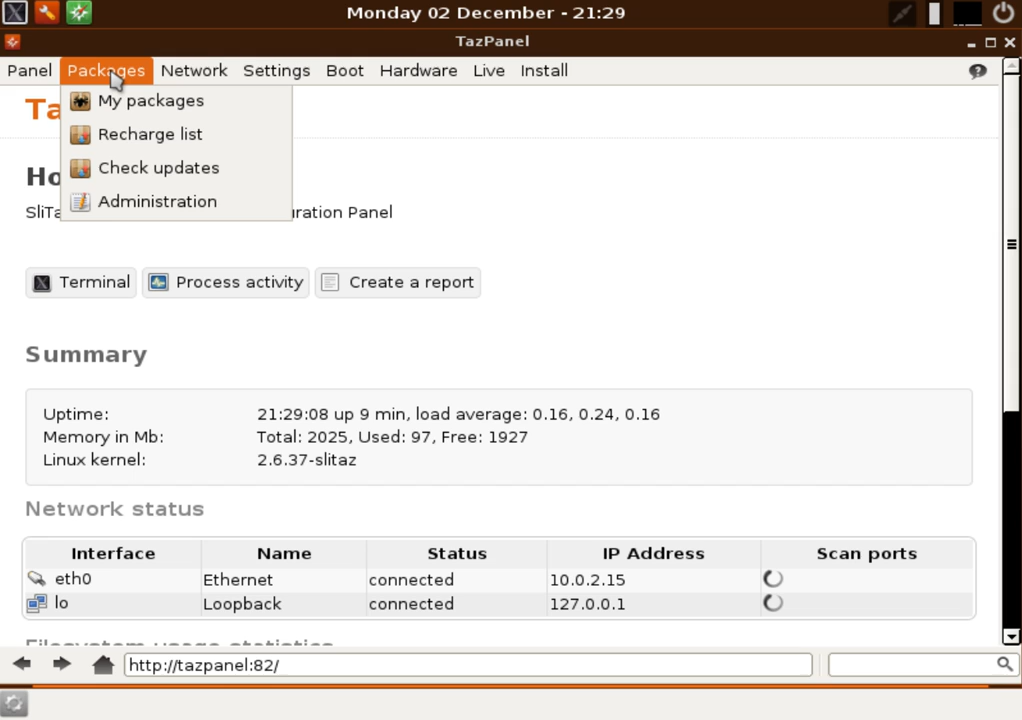 Monday 02 December - 21:29
TazPanel
Panel Packages Network Settings Boot Hardware Live Install
Ta
My packages
Recharge list
Check updates
Administration
Ho
SliTa
uration Panel
Terminal Process activity Create a report
Summary
Uptime: 21:29:08 up 9 min, load average: 0.16, 0.24, 0.16
Memory in Mb: Total: 2025, Used: 97, Free: 1927
Linux kernel: 2.6.37-slitaz
Network status
Interface Name Status IP Address Scan ports
eth0 Ethernet connected 10.0.2.15
lo Loopback connected 127.0.0.1
Filesystem usage statistics
http://tazpanel:82/